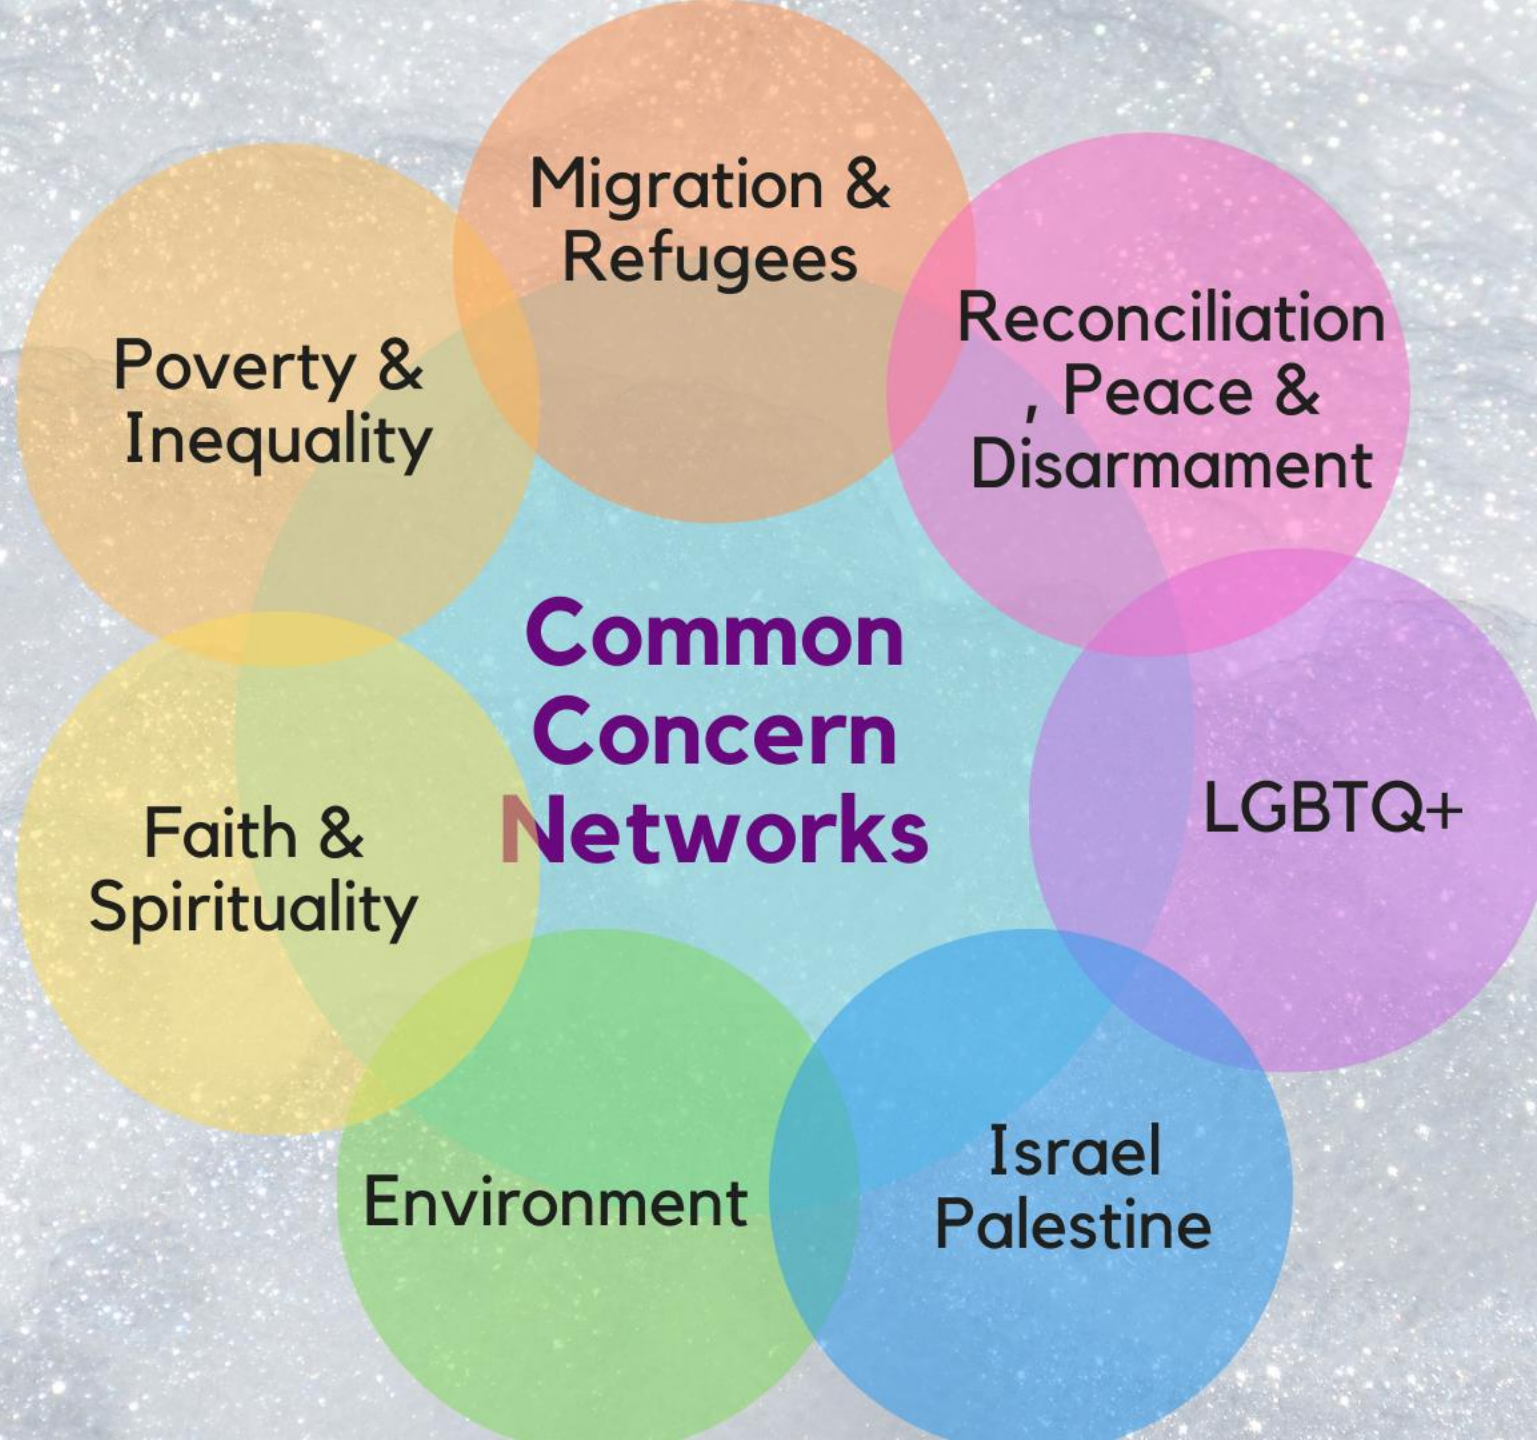 Migration &
Refugees
Reconciliation
, Peace &
Disarmament
Poverty &
Inequality
Common
Concern
Networks
LGBTQ+
Faith &
Spirituality
Israel
Palestine
Environment